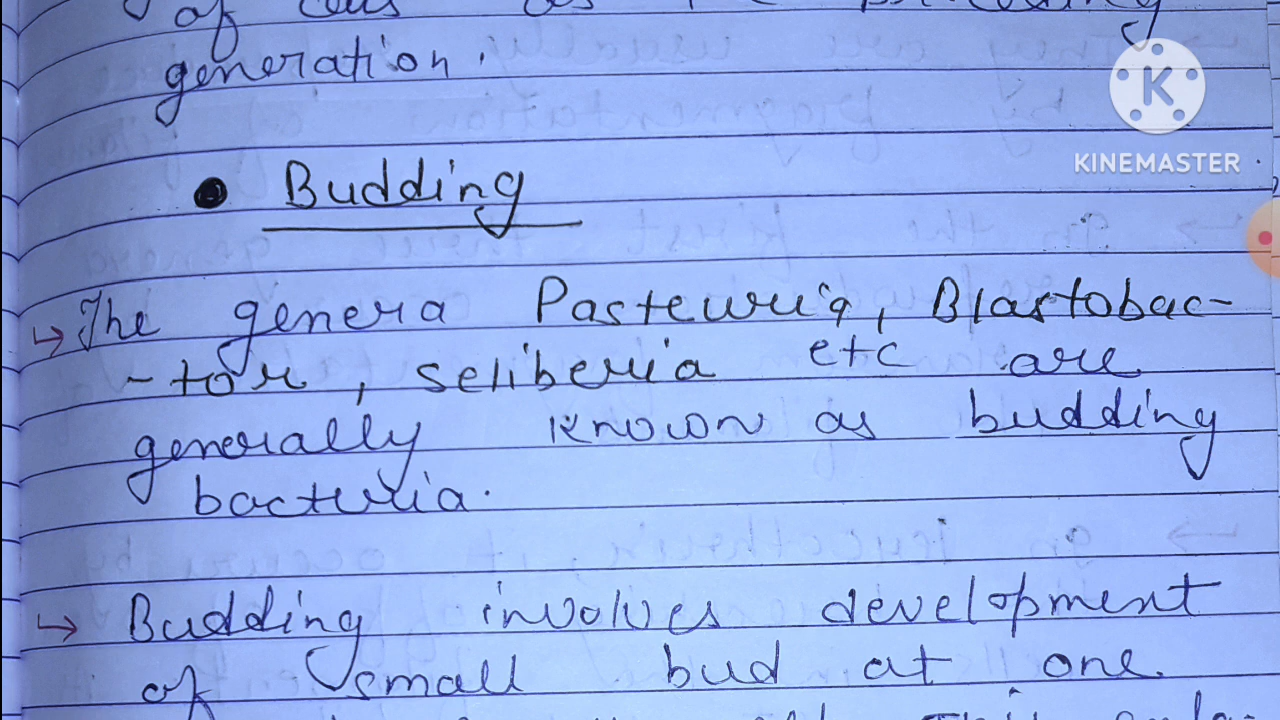 of
generation.
K
KINEMASTER
• Budding
↳ The genera Pasteuria, Blastobac-
-tor, seliberia etc are
generally known as budding
bacteria.
↳ Budding involves development
of small bud at one